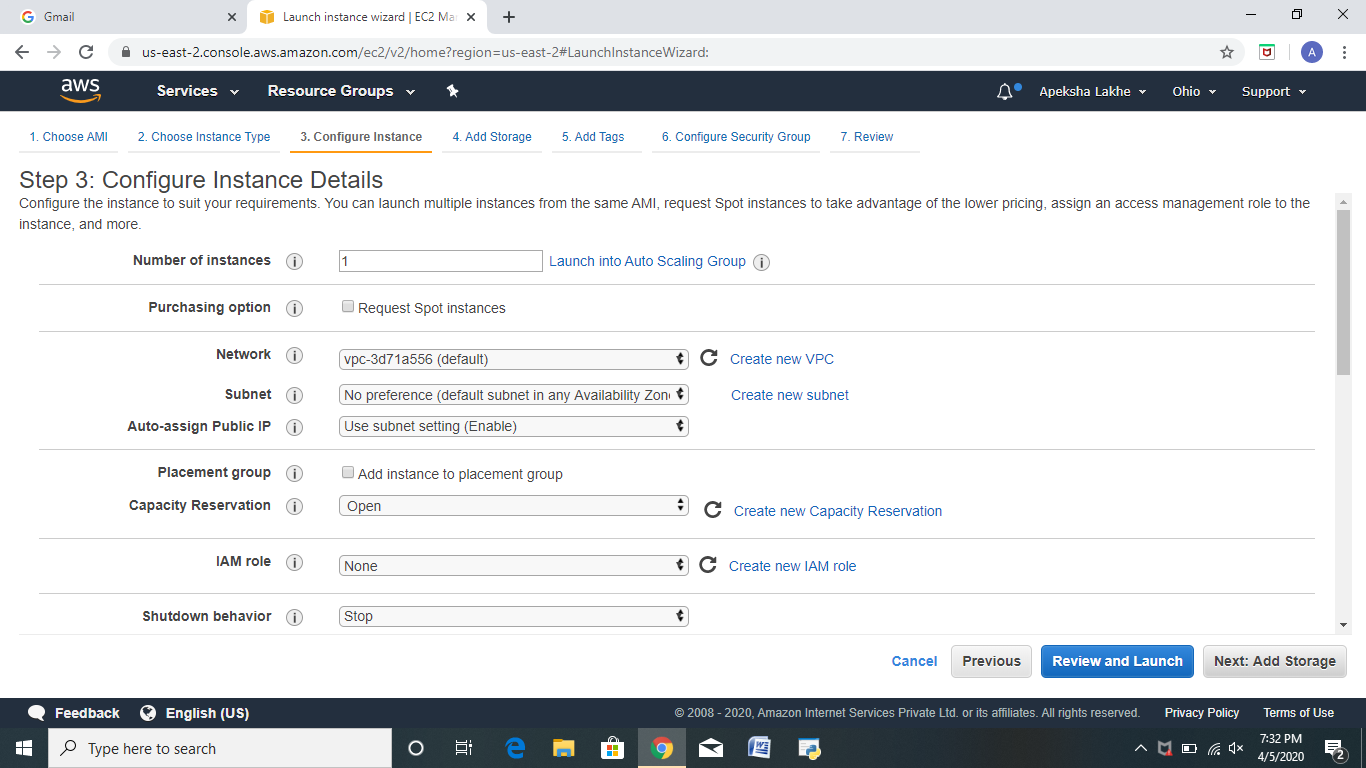 Gmail
Launch instance wizard | EC2 Ma
us-east-2.console.aws.amazon.com/ec2/v2/home?region=us-east-2#LaunchInstanceWizard:
A
aws
Services
Resource Groups
Apeksha Lakhe
Ohio
Support
1. Choose AMI
2. Choose Instance Type
3. Configure Instance
4. Add Storage
5. Add Tags
6. Configure Security Group
7. Review
Step 3: Configure Instance Details
Configure the instance to suit your requirements. You can launch multiple instances from the same AMI, request Spot instances to take advantage of the lower pricing, assign an access management role to the
instance, and more.
Number of instances i 1 Launch into Auto Scaling Group i
Purchasing option i Request Spot instances
Network i vpc-3d71a556 (default) Create new VPC
Subnet i No preference (default subnet in any Availability Zon Create new subnet
Auto-assign Public IP i Use subnet setting (Enable)
Placement group i Add instance to placement group
Capacity Reservation i Open Create new Capacity Reservation
IAM role i None Create new IAM role
Shutdown behavior i Stop
Cancel
Previous
Review and Launch
Next: Add Storage
Feedback
English (US)
© 2008 - 2020, Amazon Internet Services Private Ltd. or its affiliates. All rights reserved.
Privacy Policy
Terms of Use
Type here to search
7:32 PM
4/5/2020
2